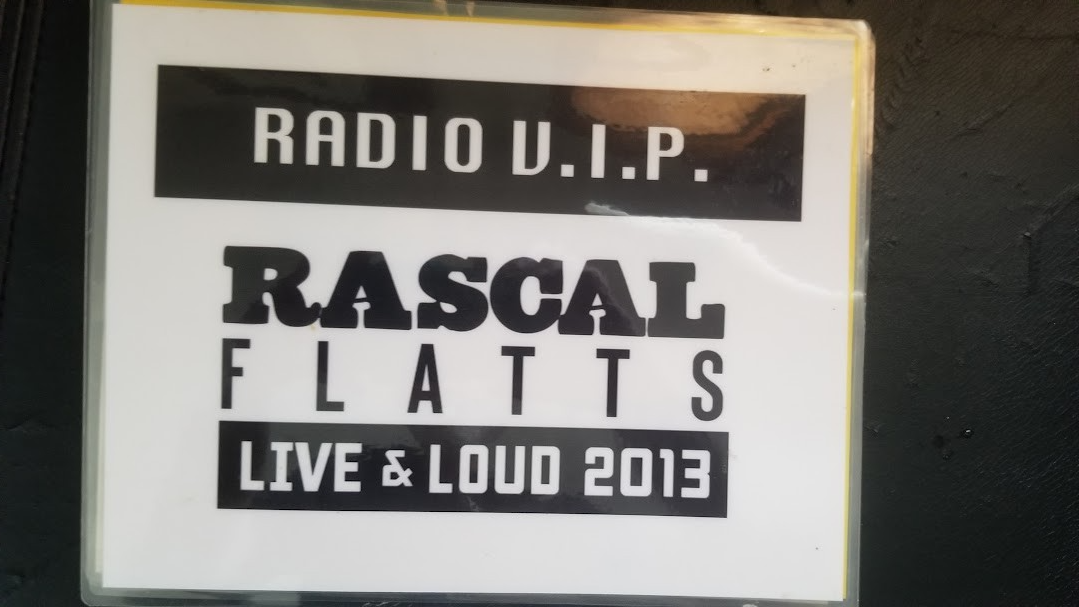 RADIO V.I.P.
RASCAL
FLATTS
LIVE & LOUD 2013